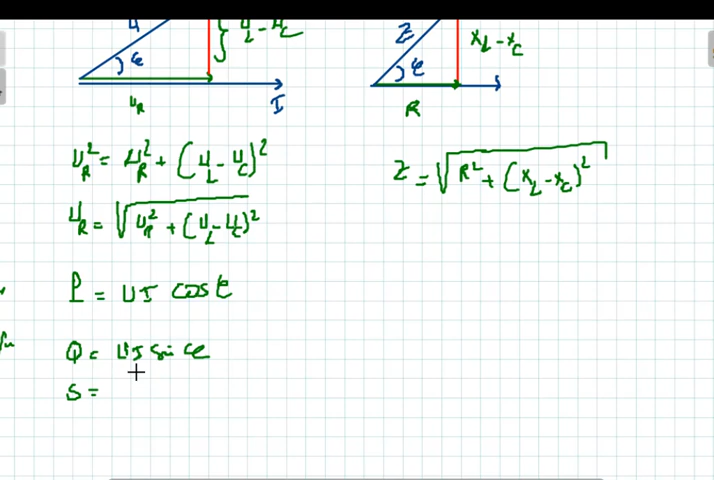 U
U_L - U_C
φ
U_R
I
Z
X_L - X_C
φ
R
U_R² = U_R² + (U_L - U_C)²
U_R = √(U_R² + (U_L - U_C)²)
Z = √(R² + (X_L - X_C)²)
P = UI cos φ
Q = UI sin φ
S =